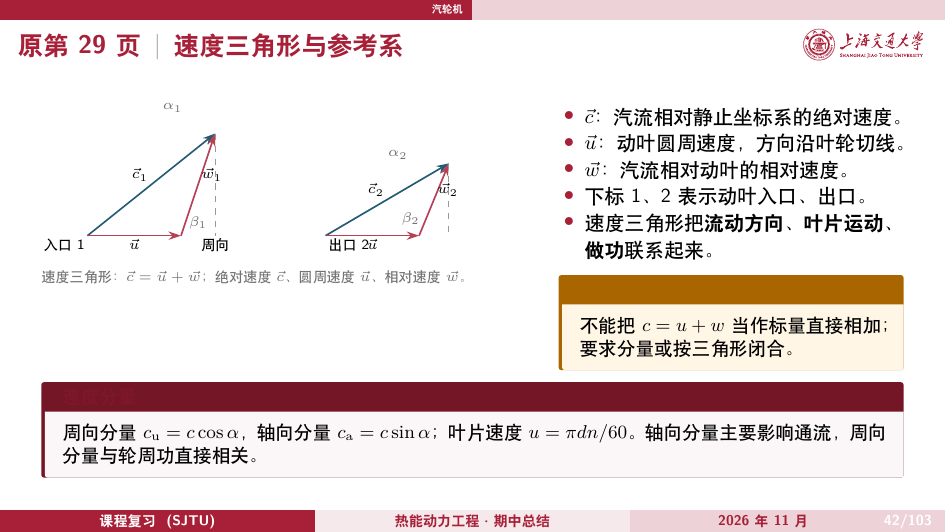 汽轮机
原第 29 页 | 速度三角形与参考系
上海交通大学
SHANGHAI JIAO TONG UNIVERSITY
α₁
c⃗₁
w⃗₁
β₁
入口 1
u⃗
周向
α₂
c⃗₂
w⃗₂
β₂
出口 2
u⃗
速度三角形：c⃗ = u⃗ + w⃗；绝对速度 c⃗、圆周速度 u⃗、相对速度 w⃗。
• c⃗：汽流相对静止坐标系的绝对速度。
• u⃗：动叶圆周速度，方向沿叶轮切线。
• w⃗：汽流相对动叶的相对速度。
• 下标 1、2 表示动叶入口、出口。
• 速度三角形把流动方向、叶片运动、
做功联系起来。
不能把 c = u + w 当作标量直接相加；
要求分量或按三角形闭合。
速度分量
周向分量 cᵤ = c cos α，轴向分量 cₐ = c sin α；叶片速度 u = πdn/60。轴向分量主要影响通流，周向
分量与轮周功直接相关。
课程复习 (SJTU)
热能动力工程 · 期中总结
2026 年 11 月
42/103